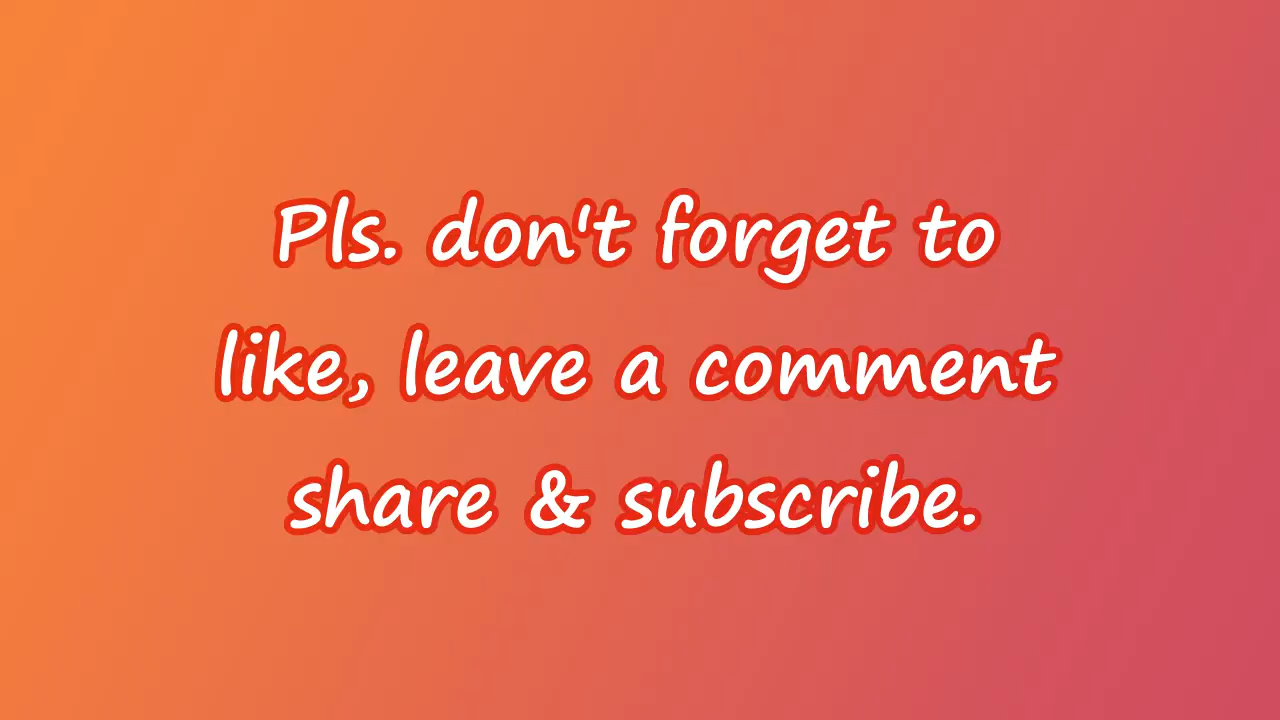 Pls. don't forget to
like, leave a comment
share & subscribe.